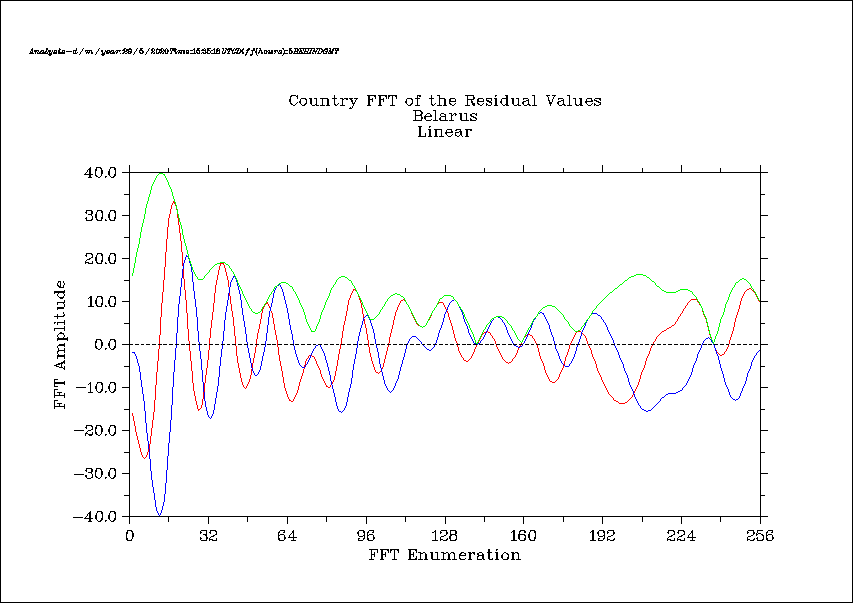 Country FFT of the Residual Values
Belarus
Linear
40.0
30.0
20.0
10.0
0.0
−10.0
−20.0
−30.0
−40.0
FFT Amplitude
0 32 64 96 128 160 192 224 256
FFT Enumeration